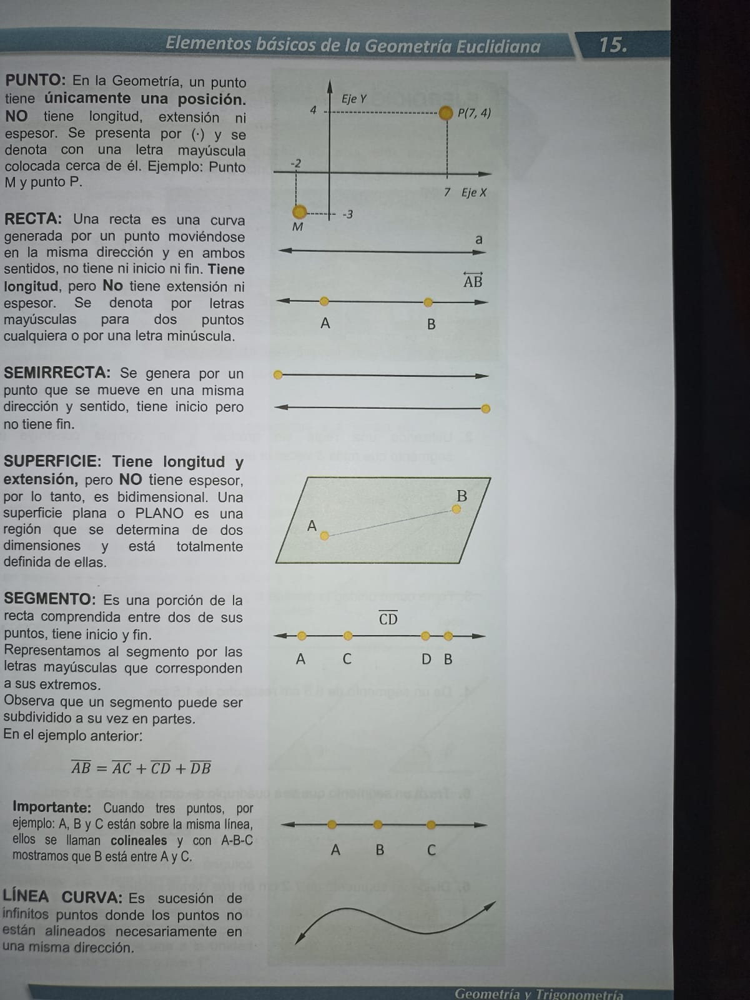 Elementos básicos de la Geometría Euclidiana
15.
PUNTO: En la Geometría, un punto
tiene únicamente una posición.
NO tiene longitud, extensión ni
espesor. Se presenta por (·) y se
denota con una letra mayúscula
colocada cerca de él. Ejemplo: Punto
M y punto P.
Eje Y
4
P(7, 4)
-2
7 Eje X
-3
M
RECTA: Una recta es una curva
generada por un punto moviéndose
en la misma dirección y en ambos
sentidos, no tiene ni inicio ni fin. Tiene
longitud, pero No tiene extensión ni
espesor. Se denota por letras
mayúsculas para dos puntos
cualquiera o por una letra minúscula.
a
AB
A B
SEMIRRECTA: Se genera por un
punto que se mueve en una misma
dirección y sentido, tiene inicio pero
no tiene fin.
SUPERFICIE: Tiene longitud y
extensión, pero NO tiene espesor,
por lo tanto, es bidimensional. Una
superficie plana o PLANO es una
región que se determina de dos
dimensiones y está totalmente
definida de ellas.
B
A
SEGMENTO: Es una porción de la
recta comprendida entre dos de sus
puntos, tiene inicio y fin.
Representamos al segmento por las
letras mayúsculas que corresponden
a sus extremos.
Observa que un segmento puede ser
subdividido a su vez en partes.
En el ejemplo anterior:
AB = AC + CD + DB
CD
A C D B
Importante: Cuando tres puntos, por
ejemplo: A, B y C están sobre la misma línea,
ellos se llaman colineales y con A-B-C
mostramos que B está entre A y C.
A B C
LÍNEA CURVA: Es sucesión de
infinitos puntos donde los puntos no
están alineados necesariamente en
una misma dirección.
Geometría y Trigonometría